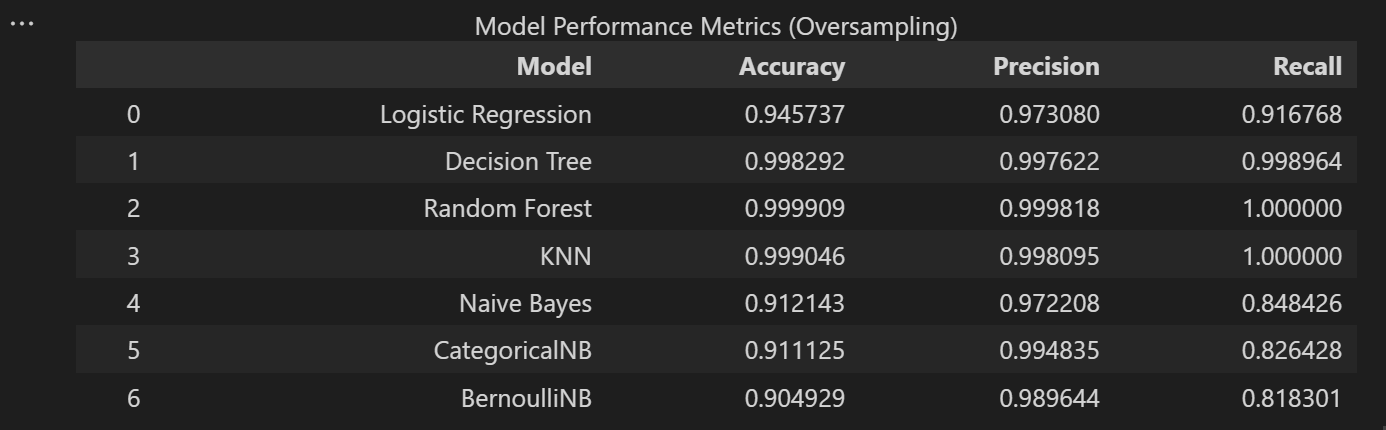 ...
Model Performance Metrics (Oversampling)
Model Accuracy Precision Recall
0 Logistic Regression 0.945737 0.973080 0.916768
1 Decision Tree 0.998292 0.997622 0.998964
2 Random Forest 0.999909 0.999818 1.000000
3 KNN 0.999046 0.998095 1.000000
4 Naive Bayes 0.912143 0.972208 0.848426
5 CategoricalNB 0.911125 0.994835 0.826428
6 BernoulliNB 0.904929 0.989644 0.818301